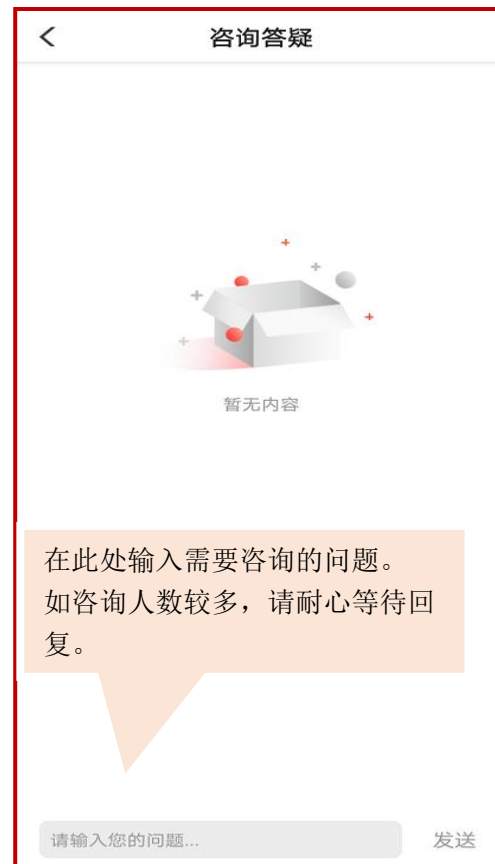 咨询答疑
暂无内容
在此处输入需要咨询的问题。
如咨询人数较多，请耐心等待回
复。
请输入您的问题...
发送